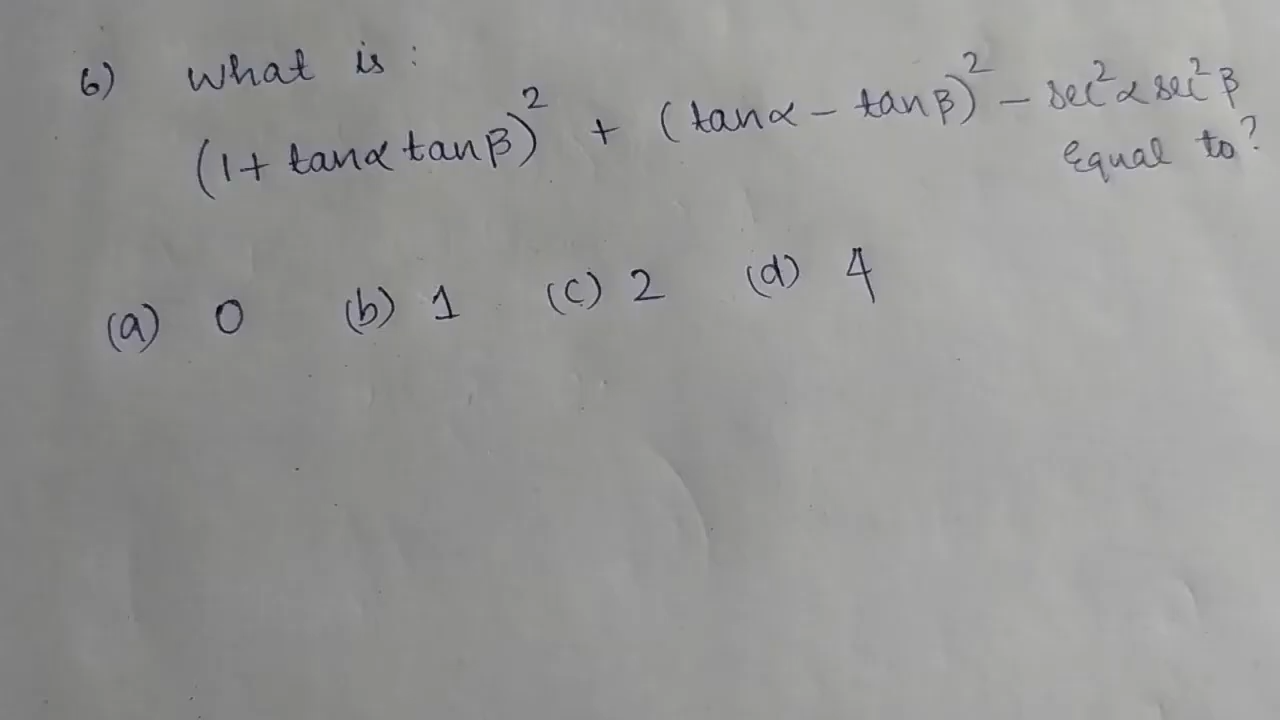 6) What is :
(1 + tanα tanβ)² + (tanα - tanβ)² - sec²α sec²β
Equal to?
(a) 0 (b) 1 (c) 2 (d) 4